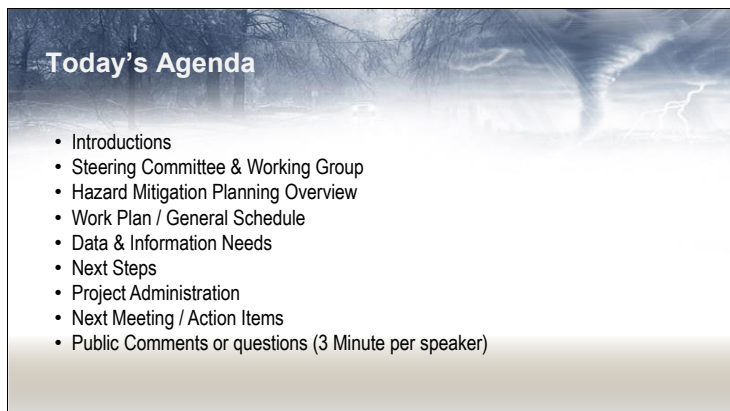 Today's Agenda
• Introductions
• Steering Committee & Working Group
• Hazard Mitigation Planning Overview
• Work Plan / General Schedule
• Data & Information Needs
• Next Steps
• Project Administration
• Next Meeting / Action Items
• Public Comments or questions (3 Minute per speaker)